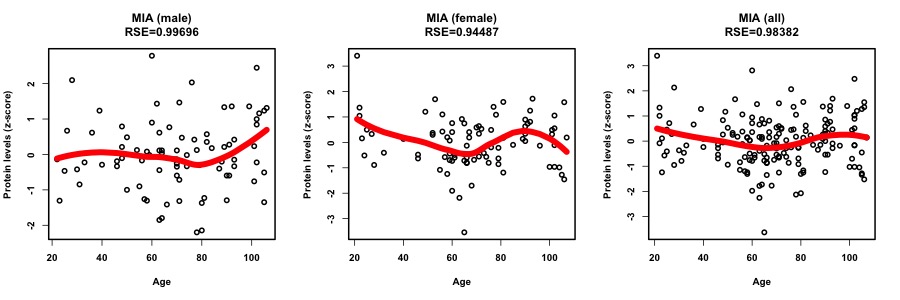 MIA (male)
RSE=0.99696
Protein levels (z-score)
2
1
0
-1
-2
20
40
60
80
100
Age
MIA (female)
RSE=0.94487
Protein levels (z-score)
3
2
1
0
-1
-2
-3
20
40
60
80
100
Age
MIA (all)
RSE=0.98382
Protein levels (z-score)
3
2
1
0
-1
-2
-3
20
40
60
80
100
Age